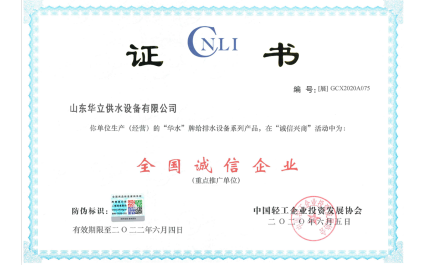 CNLI
证 书
编 号：[展] GCX2020A075
山东华立供水设备有限公司
你单位生产（经营）的“华水”牌给排水设备系列产品，在“诚信兴商”活动中为：
全国诚信企业
（重点推广单位）
防伪标识：
中国轻工企业投资发展协会
有效期限至二〇二二年六月四日
二〇二〇年六月五日